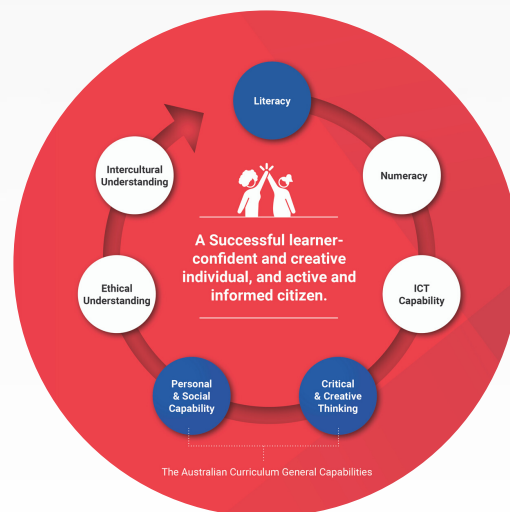 Literacy
Numeracy
ICT
Capability
Critical
& Creative
Thinking
Personal
& Social
Capability
Ethical
Understanding
Intercultural
Understanding
A Successful learner-
confident and creative
individual, and active and
informed citizen.
The Australian Curriculum General Capabilities